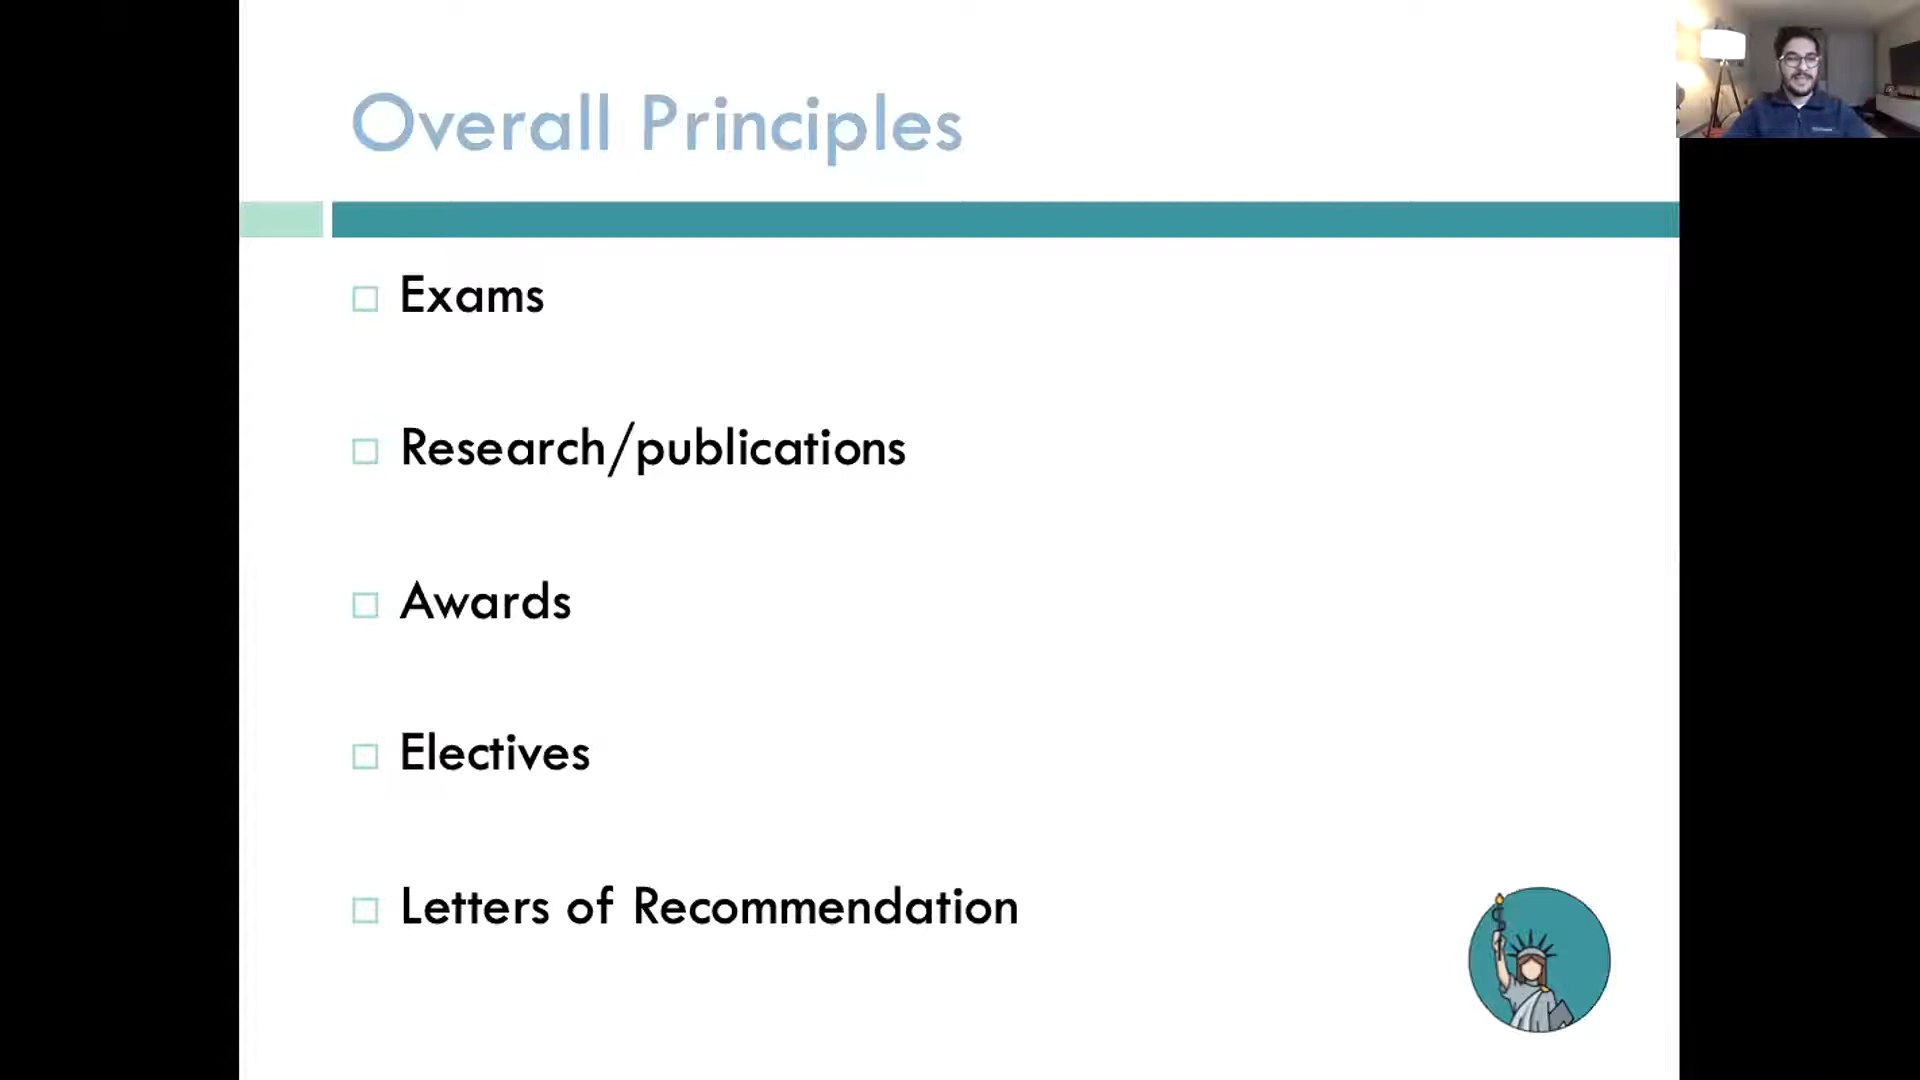 Overall Principles
Exams
Research/publications
Awards
Electives
Letters of Recommendation